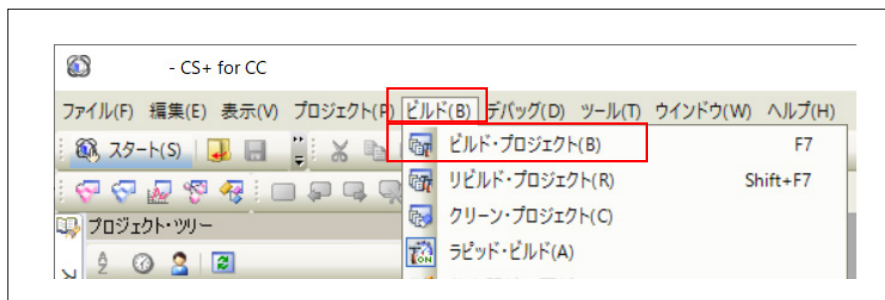 - CS+ for CC
ファイル(F) 編集(E) 表示(V) プロジェクト(P) ビルド(B) デバッグ(D) ツール(T) ウインドウ(W) ヘルプ(H)
スタート(S)
ビルド・プロジェクト(B) F7
リビルド・プロジェクト(R) Shift+F7
プロジェクト・ツリー
クリーン・プロジェクト(C)
ラピッド・ビルド(A)